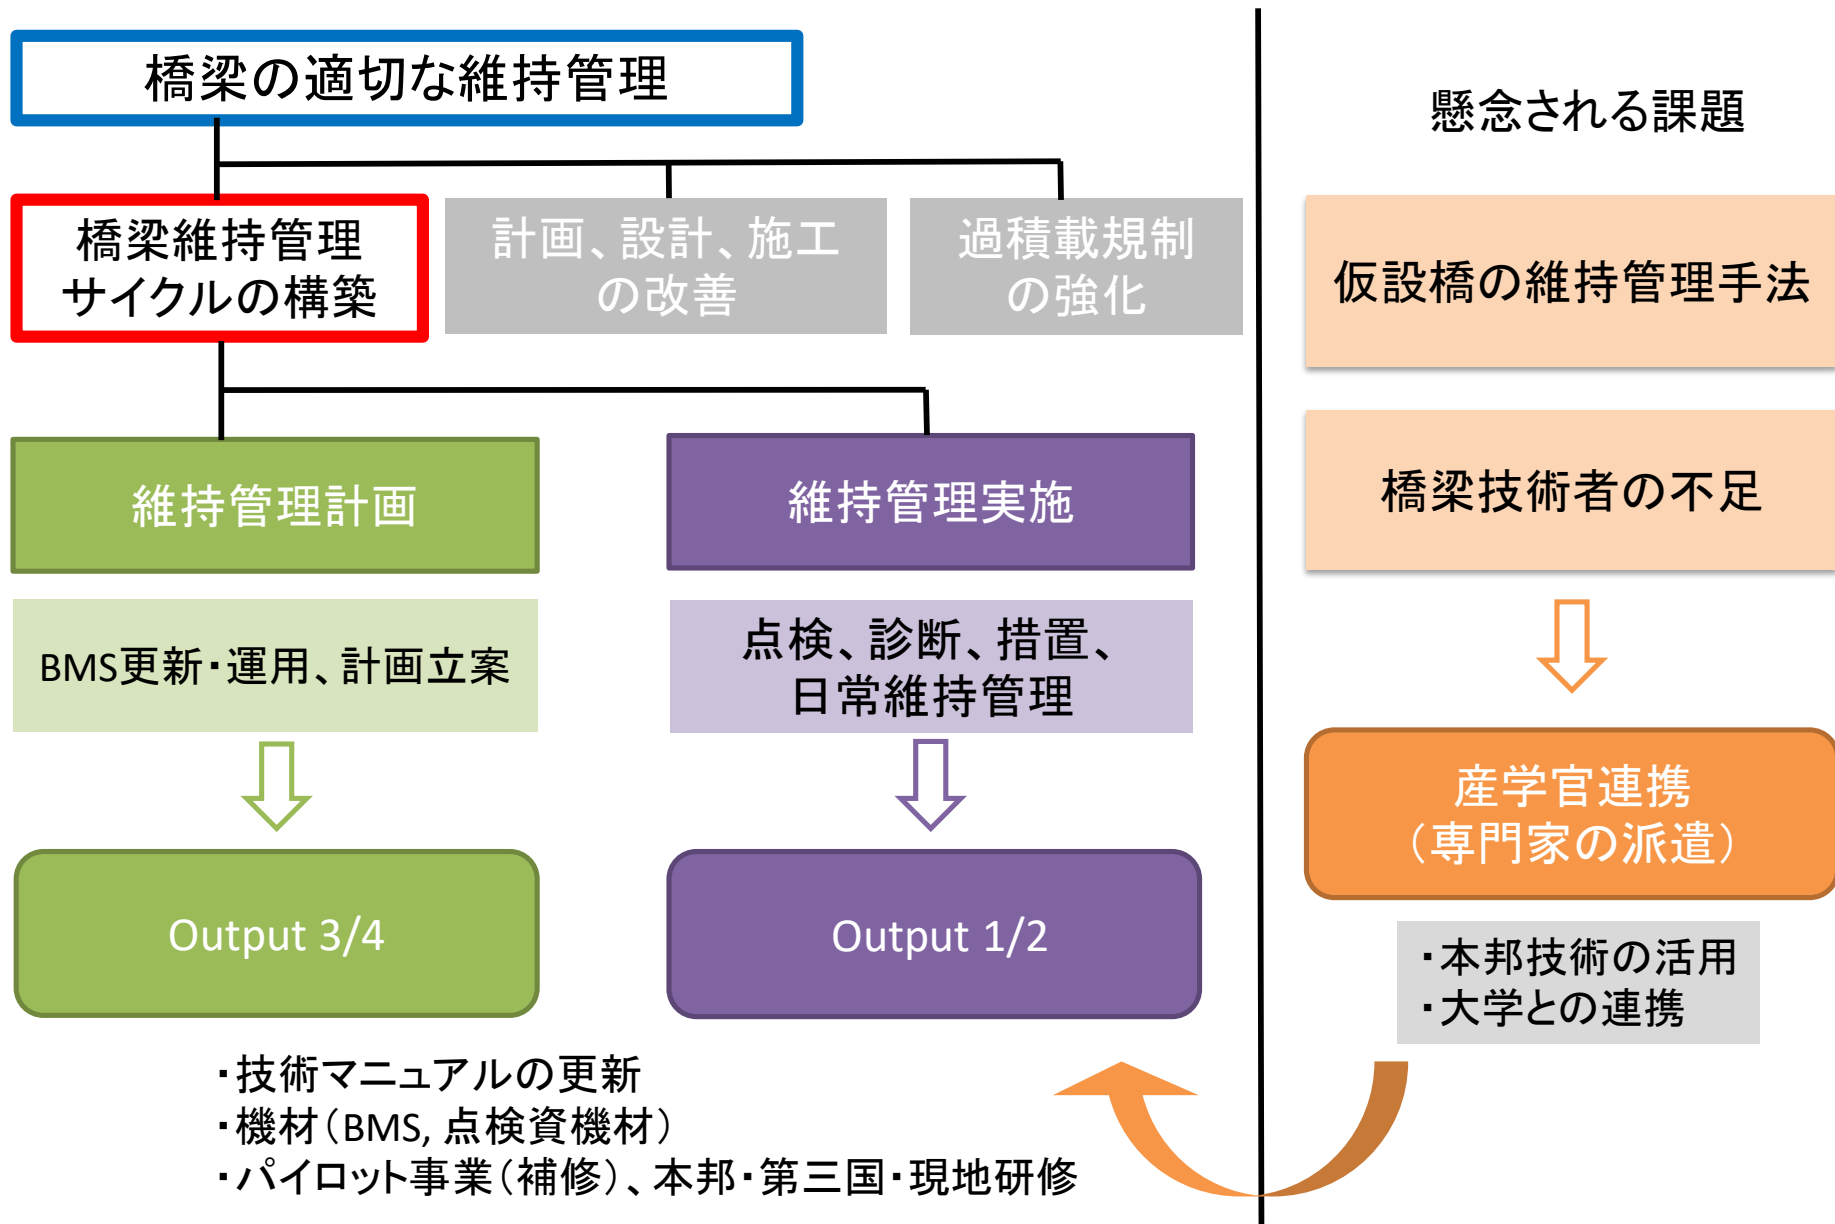 橋梁の適切な維持管理
橋梁維持管理
サイクルの構築
計画、設計、施工
の改善
過積載規制
の強化
維持管理計画
維持管理実施
BMS更新・運用、計画立案
点検、診断、措置、
日常維持管理
Output 3/4
Output 1/2
・技術マニュアルの更新
・機材（BMS, 点検資機材）
・パイロット事業（補修）、本邦・第三国・現地研修
懸念される課題
仮設橋の維持管理手法
橋梁技術者の不足
産学官連携
（専門家の派遣）
・本邦技術の活用
・大学との連携